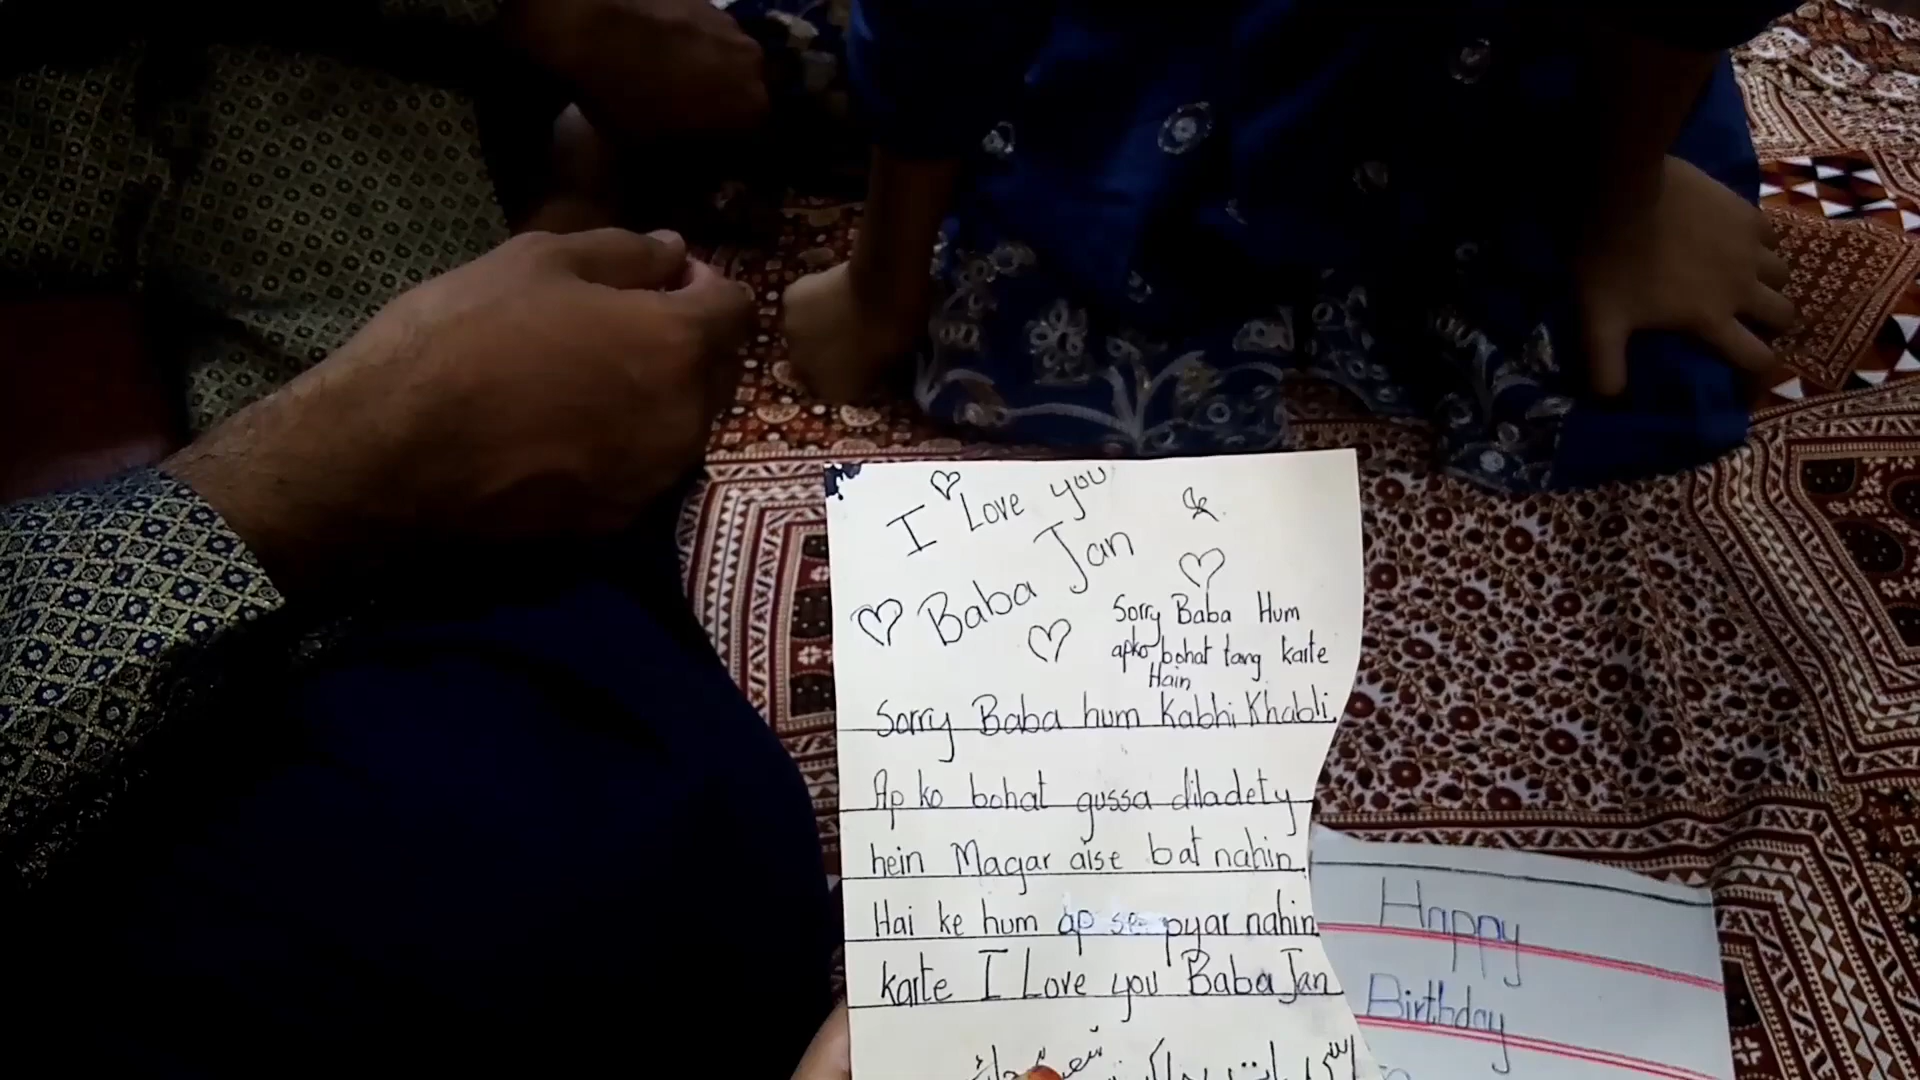 I Love you
Baba Jan
&
Sorry Baba Hum
apko bohat tang karte
Hain
Sorry Baba hum Kabhi Khabli
Ap ko bohat gussa diladety
hein Magar aise bat nahin
Hai ke hum ap se pyar nahin
karte I Love you Baba Jan
Happy
Birthday